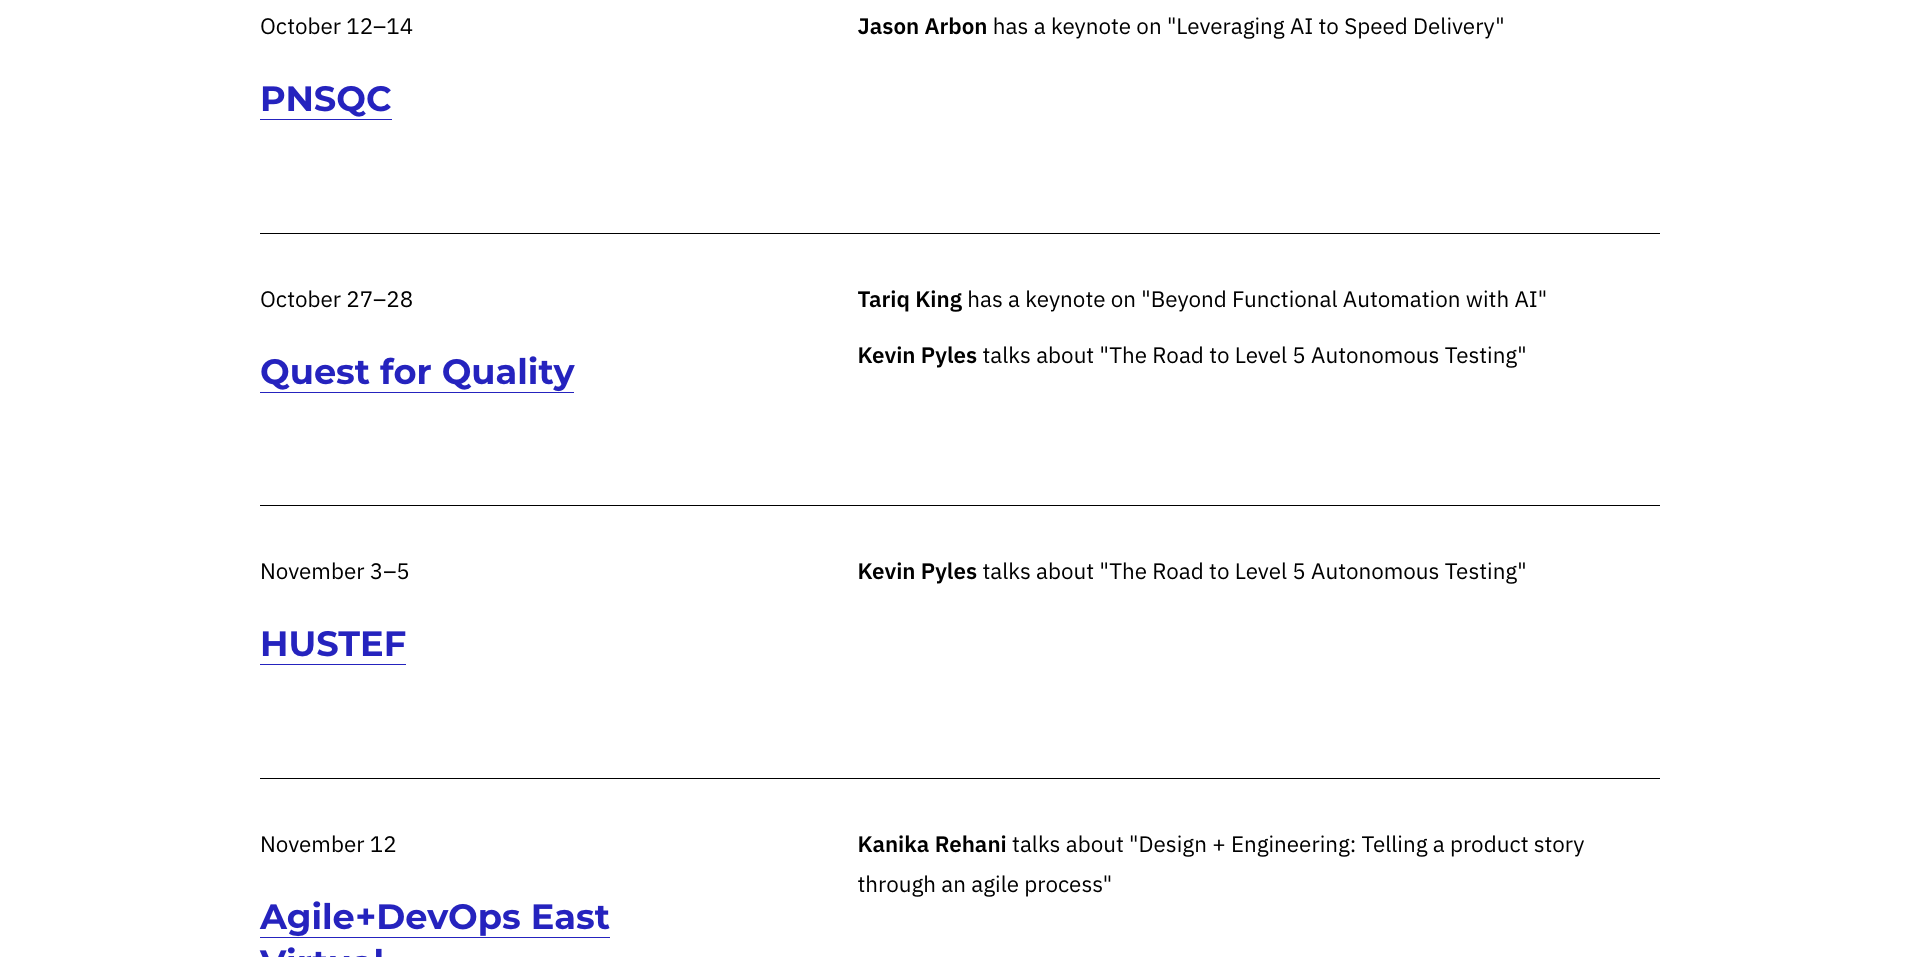 October 12–14
Jason Arbon has a keynote on "Leveraging AI to Speed Delivery"
PNSQC
October 27–28
Tariq King has a keynote on "Beyond Functional Automation with AI"
Kevin Pyles talks about "The Road to Level 5 Autonomous Testing"
Quest for Quality
November 3–5
Kevin Pyles talks about "The Road to Level 5 Autonomous Testing"
HUSTEF
November 12
Kanika Rehani talks about "Design + Engineering: Telling a product story
through an agile process"
Agile+DevOps East
Virtual